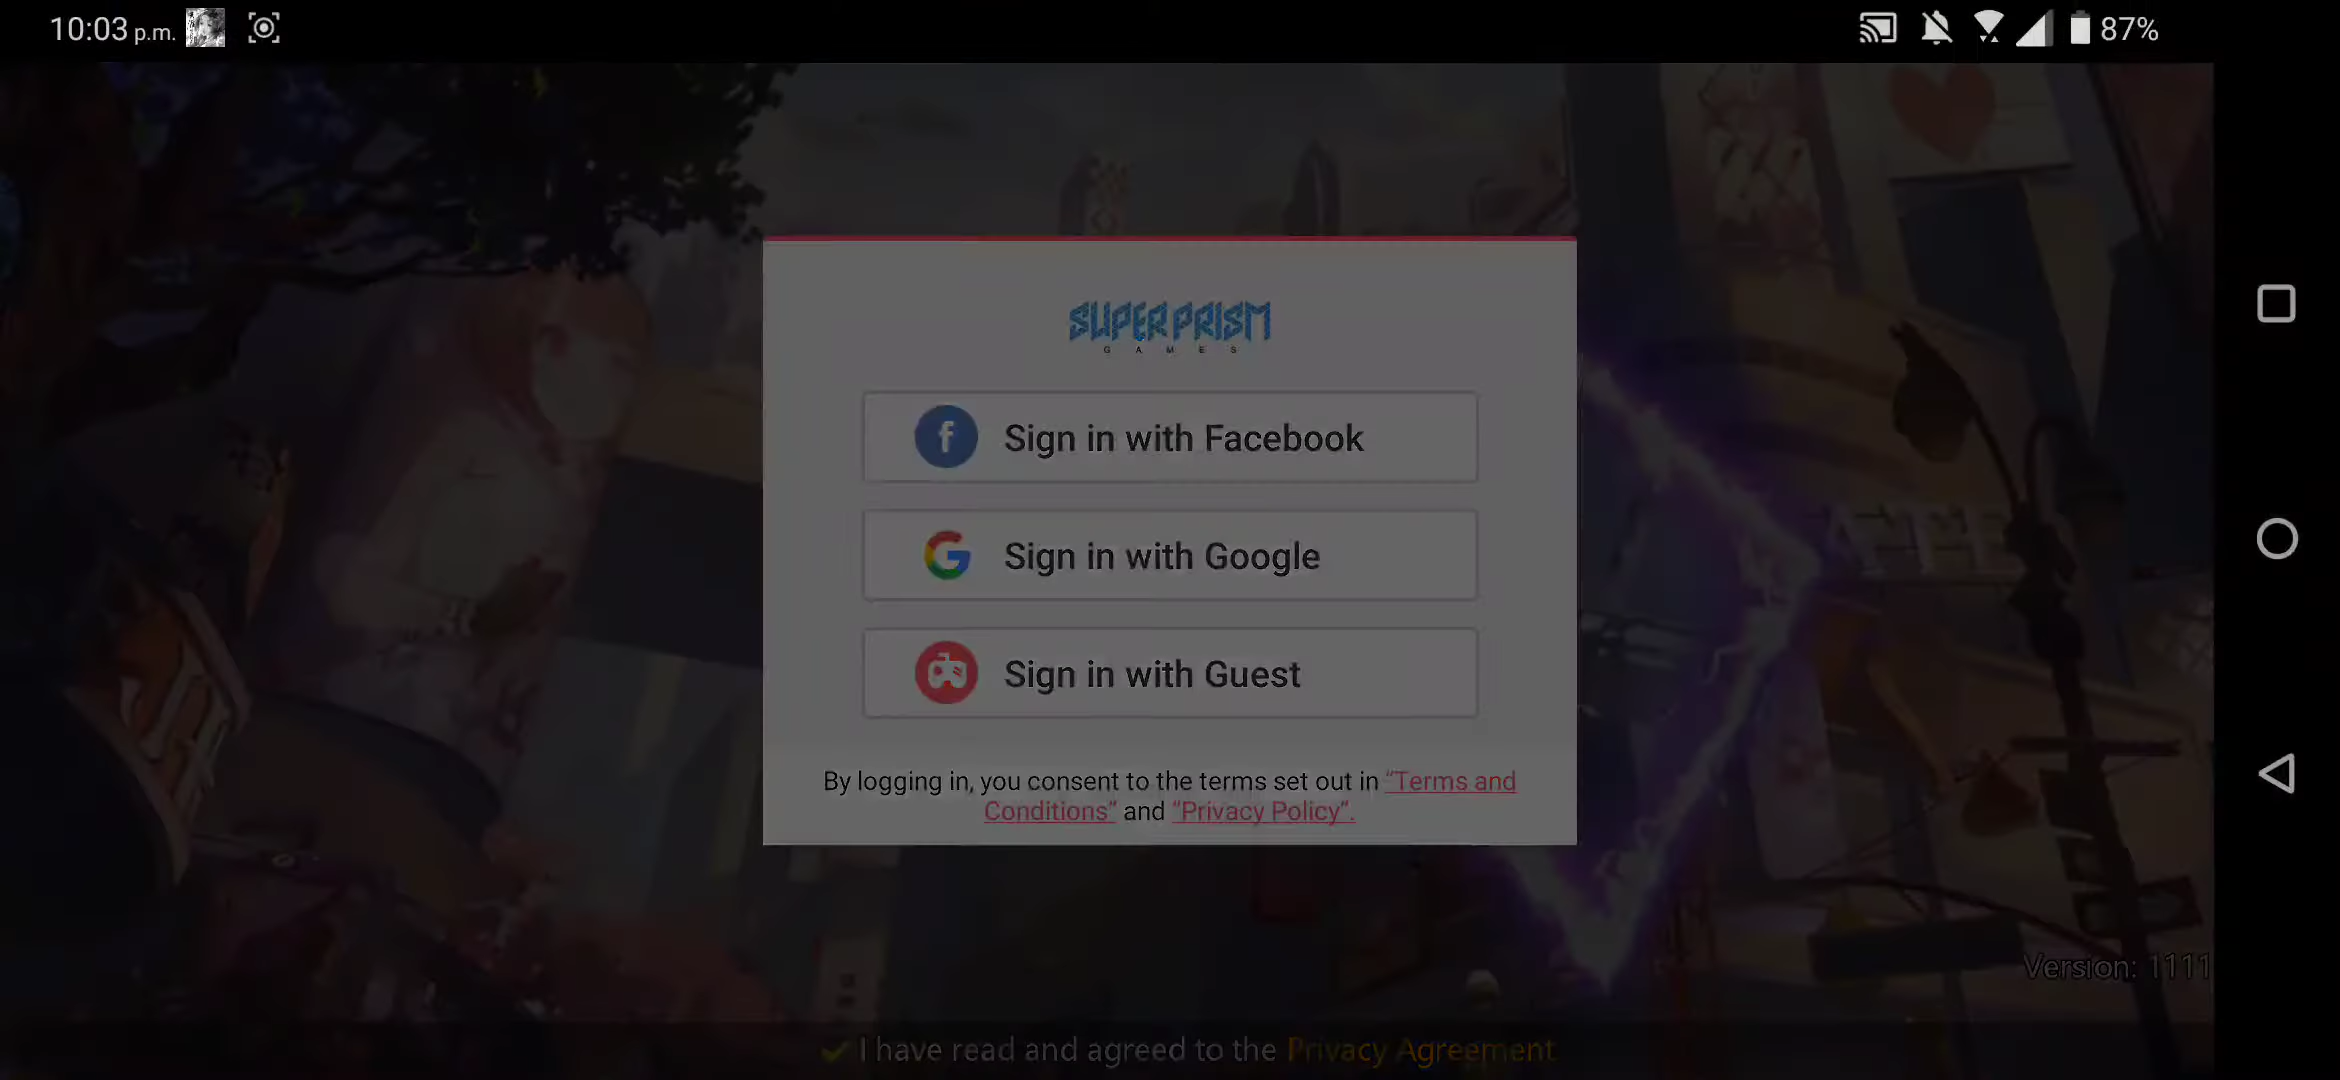 10:03 p.m.
87%
SUPER PRISM
GAMES
Sign in with Facebook
Sign in with Google
Sign in with Guest
By logging in, you consent to the terms set out in “Terms and
Conditions” and “Privacy Policy”.
Version: 1111
I have read and agreed to the Privacy Agreement